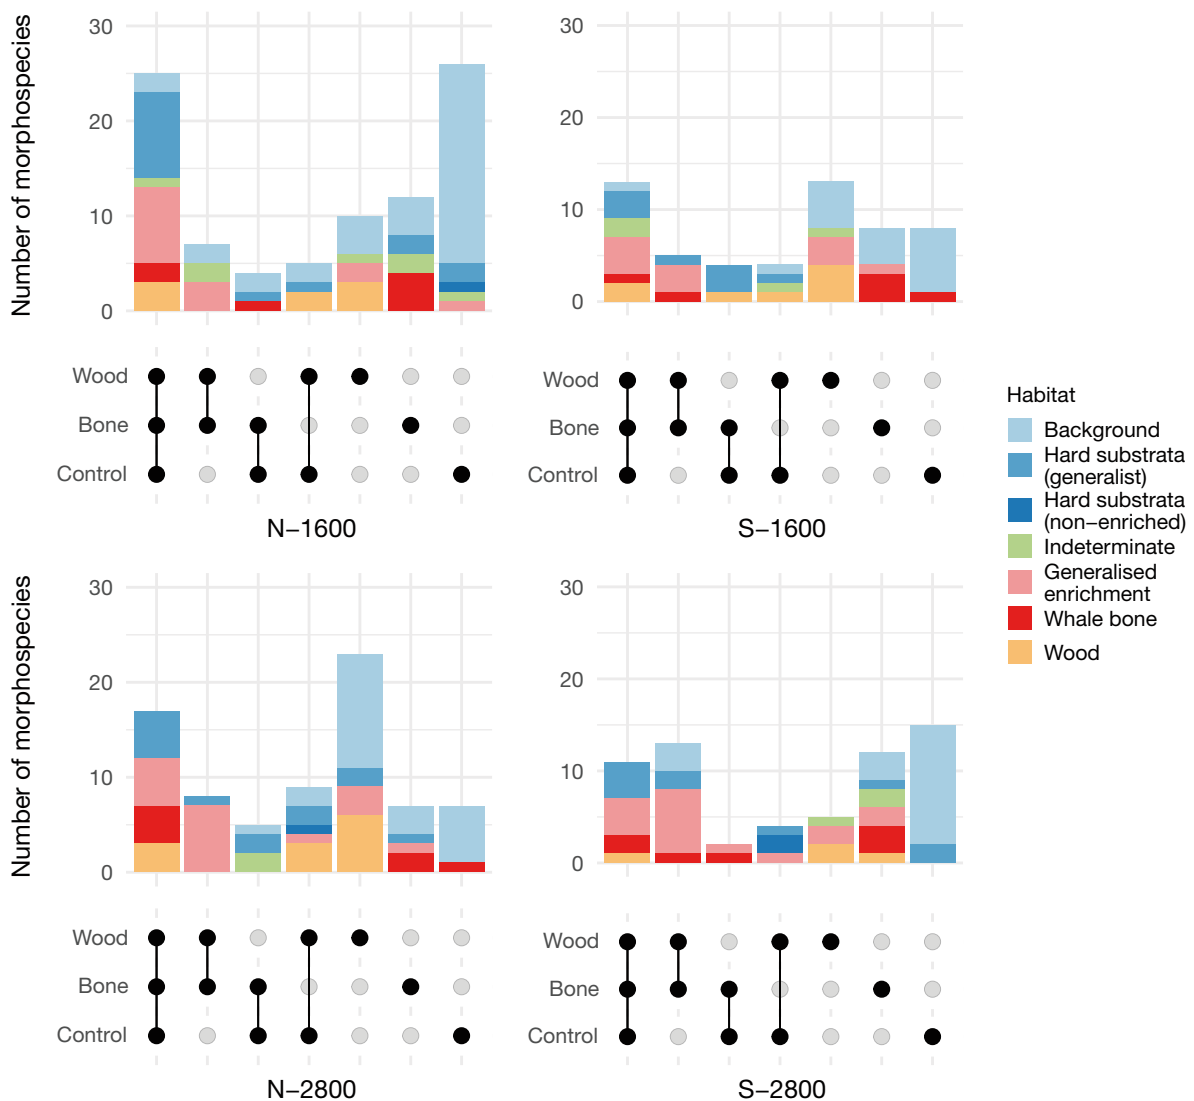 Number of morphospecies
30
20
10
0
Wood
Bone
Control
N−1600
30
20
10
0
Wood
Bone
Control
S−1600
Number of morphospecies
30
20
10
0
Wood
Bone
Control
N−2800
30
20
10
0
Wood
Bone
Control
S−2800
Habitat
Background
Hard substrata
(generalist)
Hard substrata
(non−enriched)
Indeterminate
Generalised
enrichment
Whale bone
Wood